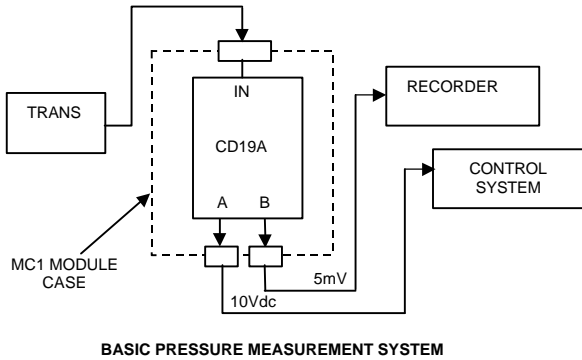 IN
TRANS
CD19A
A
B
RECORDER
CONTROL
SYSTEM
MC1 MODULE
CASE
5mV
10Vdc
BASIC PRESSURE MEASUREMENT SYSTEM